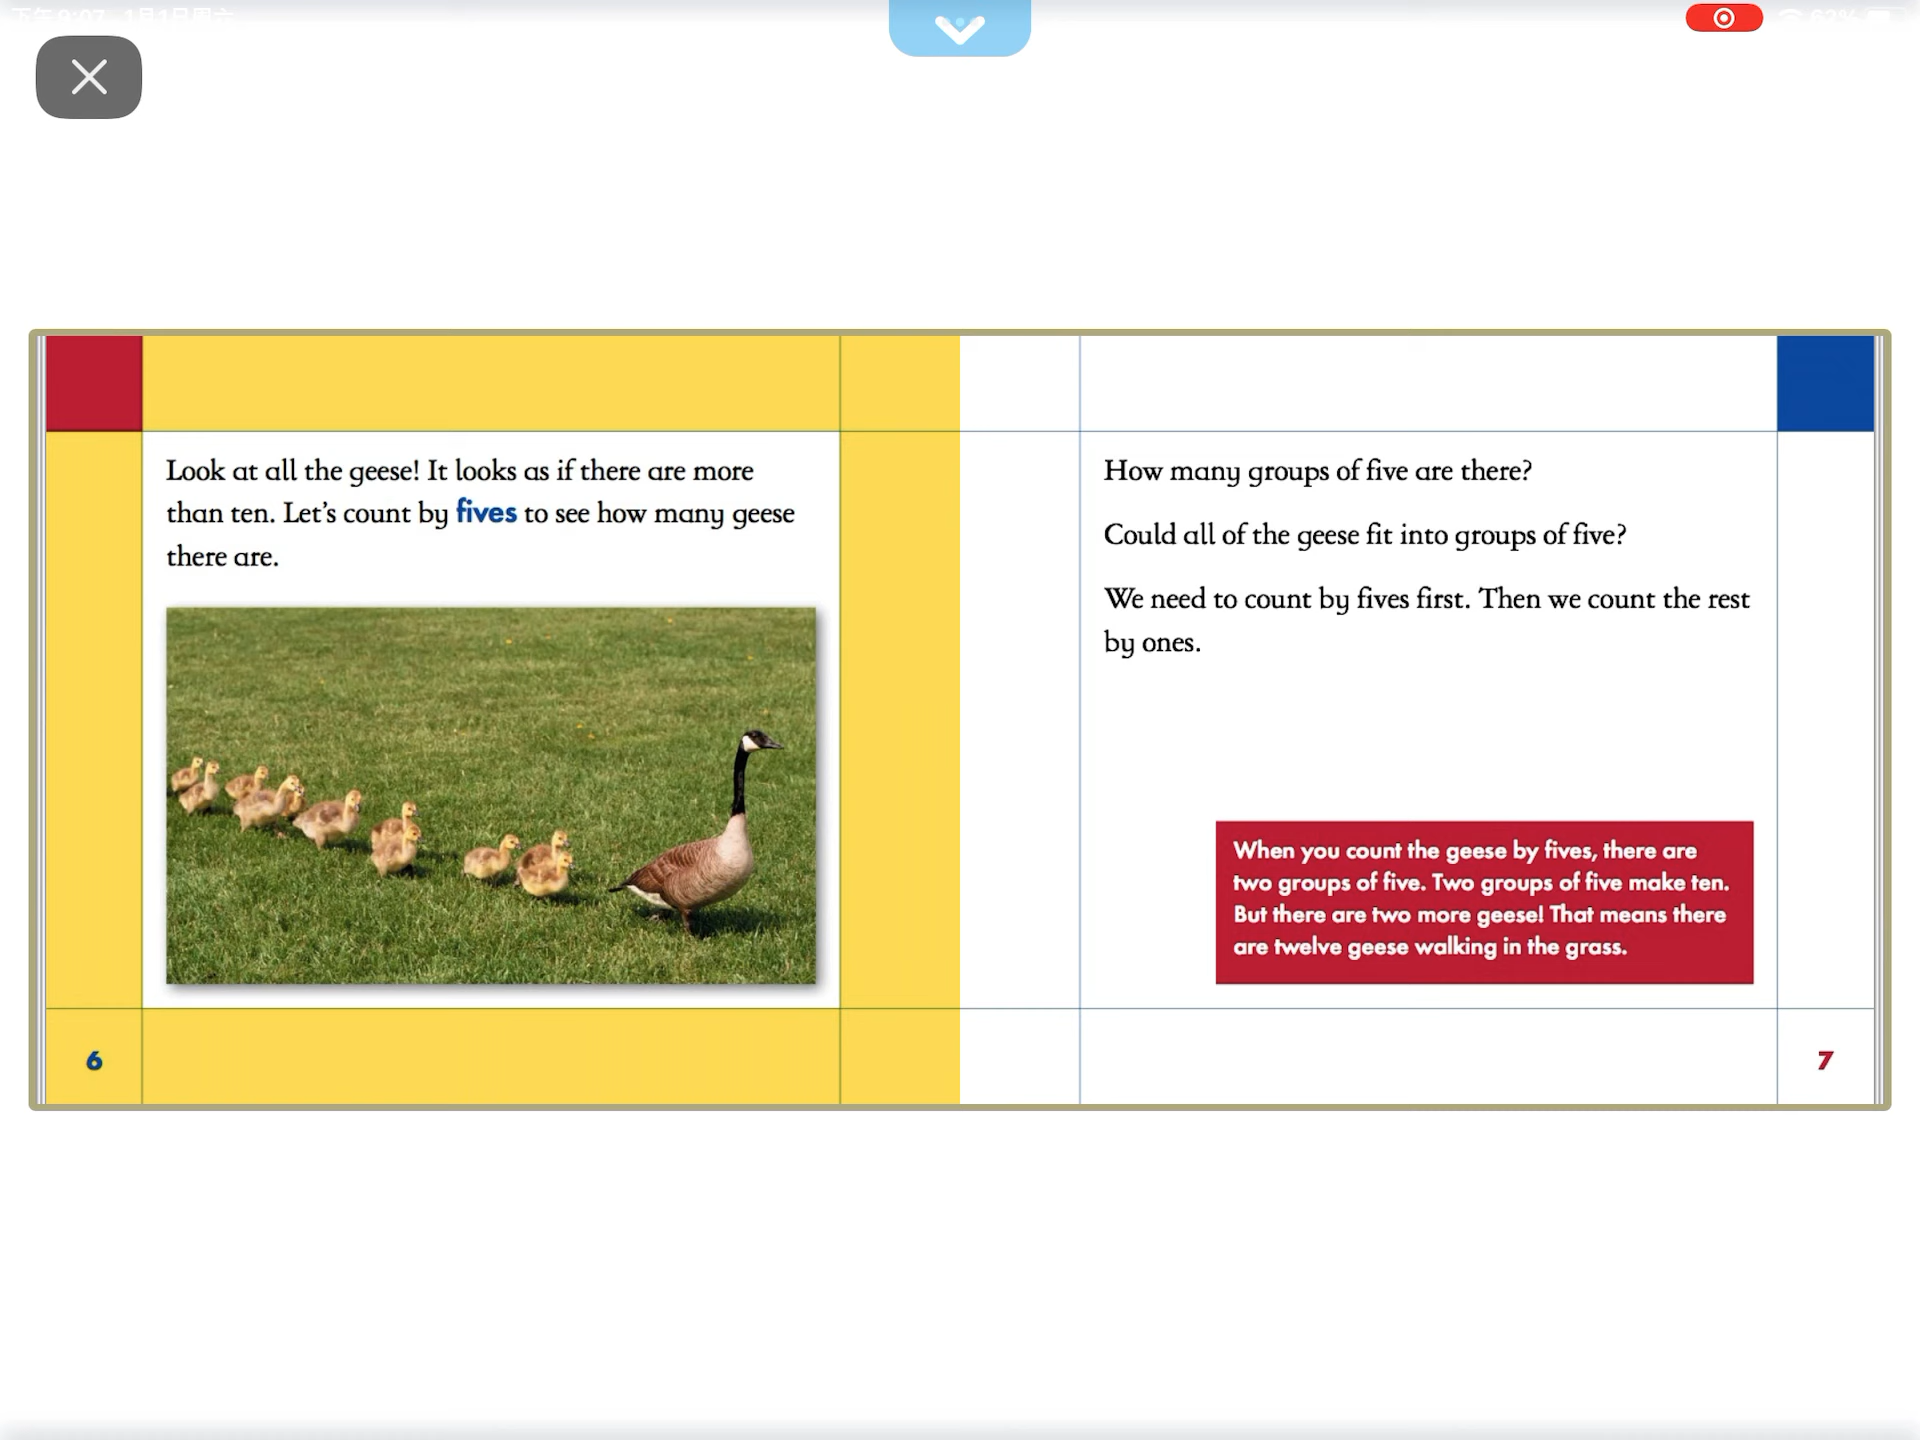 Look at all the geese! It looks as if there are more
than ten. Let's count by fives to see how many geese
there are.
6
How many groups of five are there?
Could all of the geese fit into groups of five?
We need to count by fives first. Then we count the rest
by ones.
When you count the geese by fives, there are
two groups of five. Two groups of five make ten.
But there are two more geese! That means there
are twelve geese walking in the grass.
7